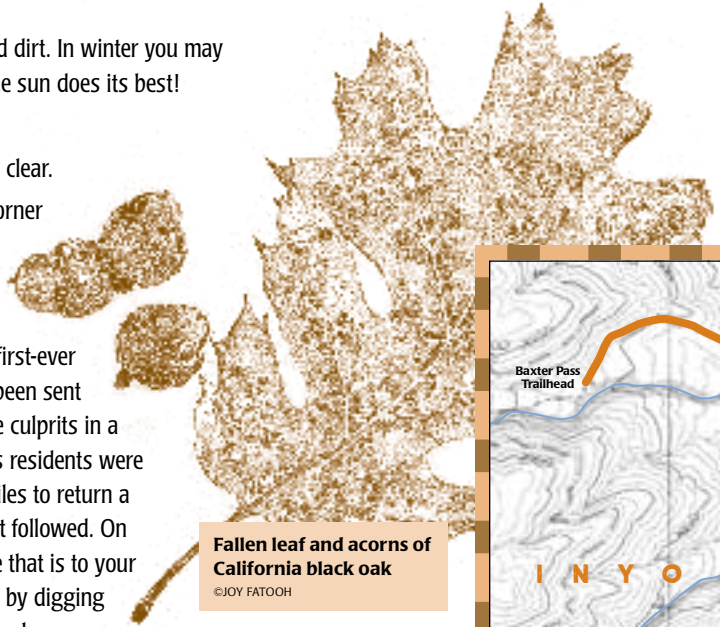 d dirt. In winter you may
e sun does its best!
clear.
orner
first-ever
been sent
e culprits in a
s residents were
lles to return a
t followed. On
e that is to your
by digging
Fallen leaf and acorns of
California black oak
©JOY FATOOH
Baxter Pass
Trailhead
INYO